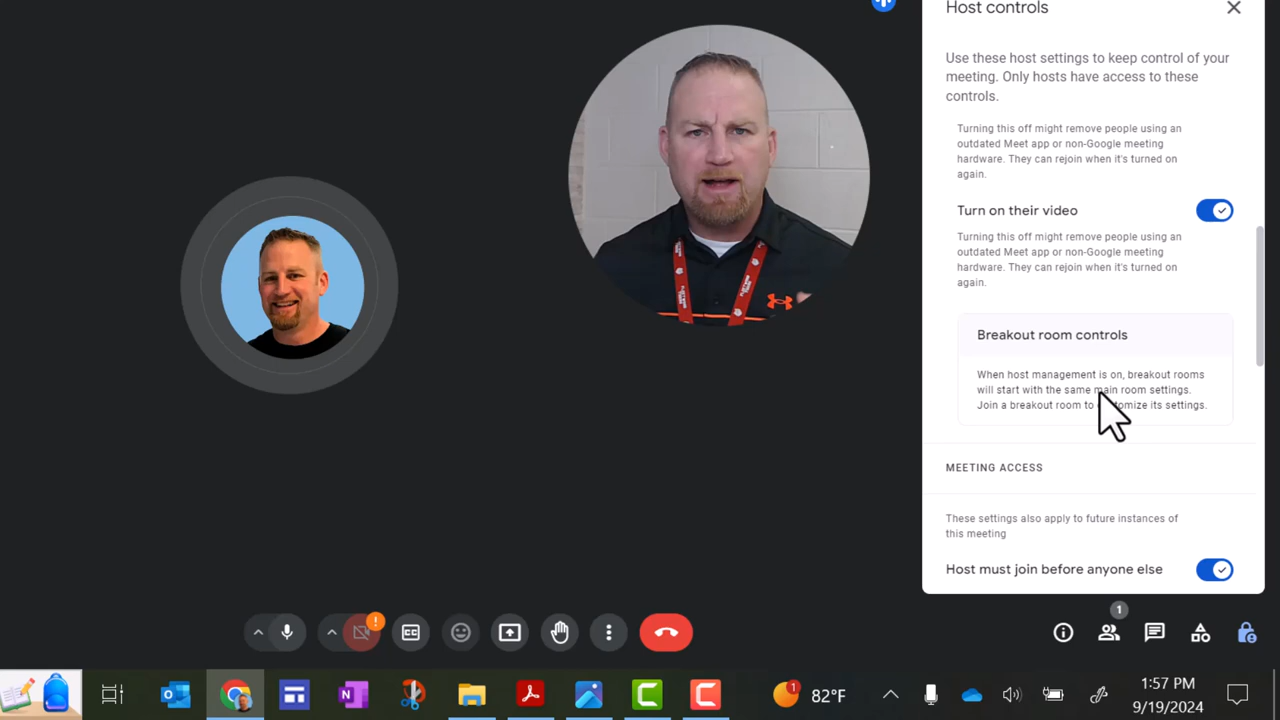 Host controls
Use these host settings to keep control of your
meeting. Only hosts have access to these
controls.
Turning this off might remove people using an
outdated Meet app or non-Google meeting
hardware. They can rejoin when it's turned on
again.
Turn on their video
Turning this off might remove people using an
outdated Meet app or non-Google meeting
hardware. They can rejoin when it's turned on
again.
Breakout room controls
When host management is on, breakout rooms
will start with the same main room settings.
Join a breakout room to customize its settings.
MEETING ACCESS
These settings also apply to future instances of
this meeting
Host must join before anyone else
CC
1
1
82°F
1:57 PM
9/19/2024